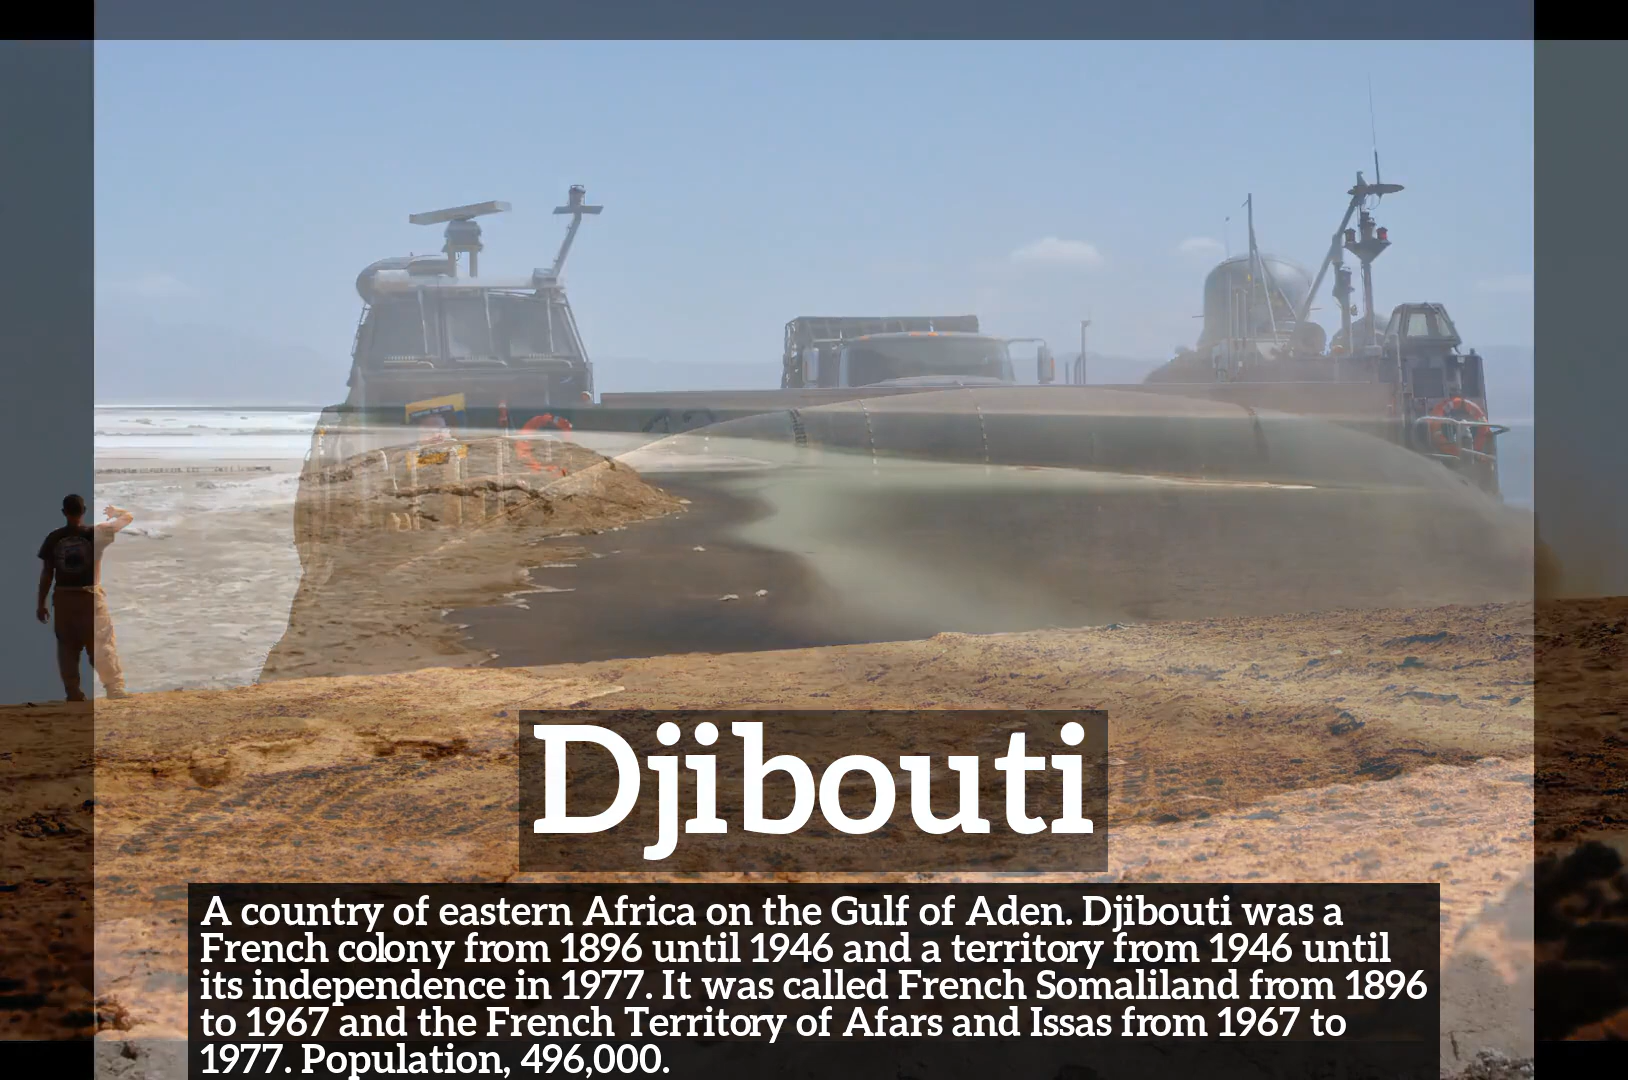 Djibouti
A country of eastern Africa on the Gulf of Aden. Djibouti was a
French colony from 1896 until 1946 and a territory from 1946 until
its independence in 1977. It was called French Somaliland from 1896
to 1967 and the French Territory of Afars and Issas from 1967 to
1977. Population, 496,000.